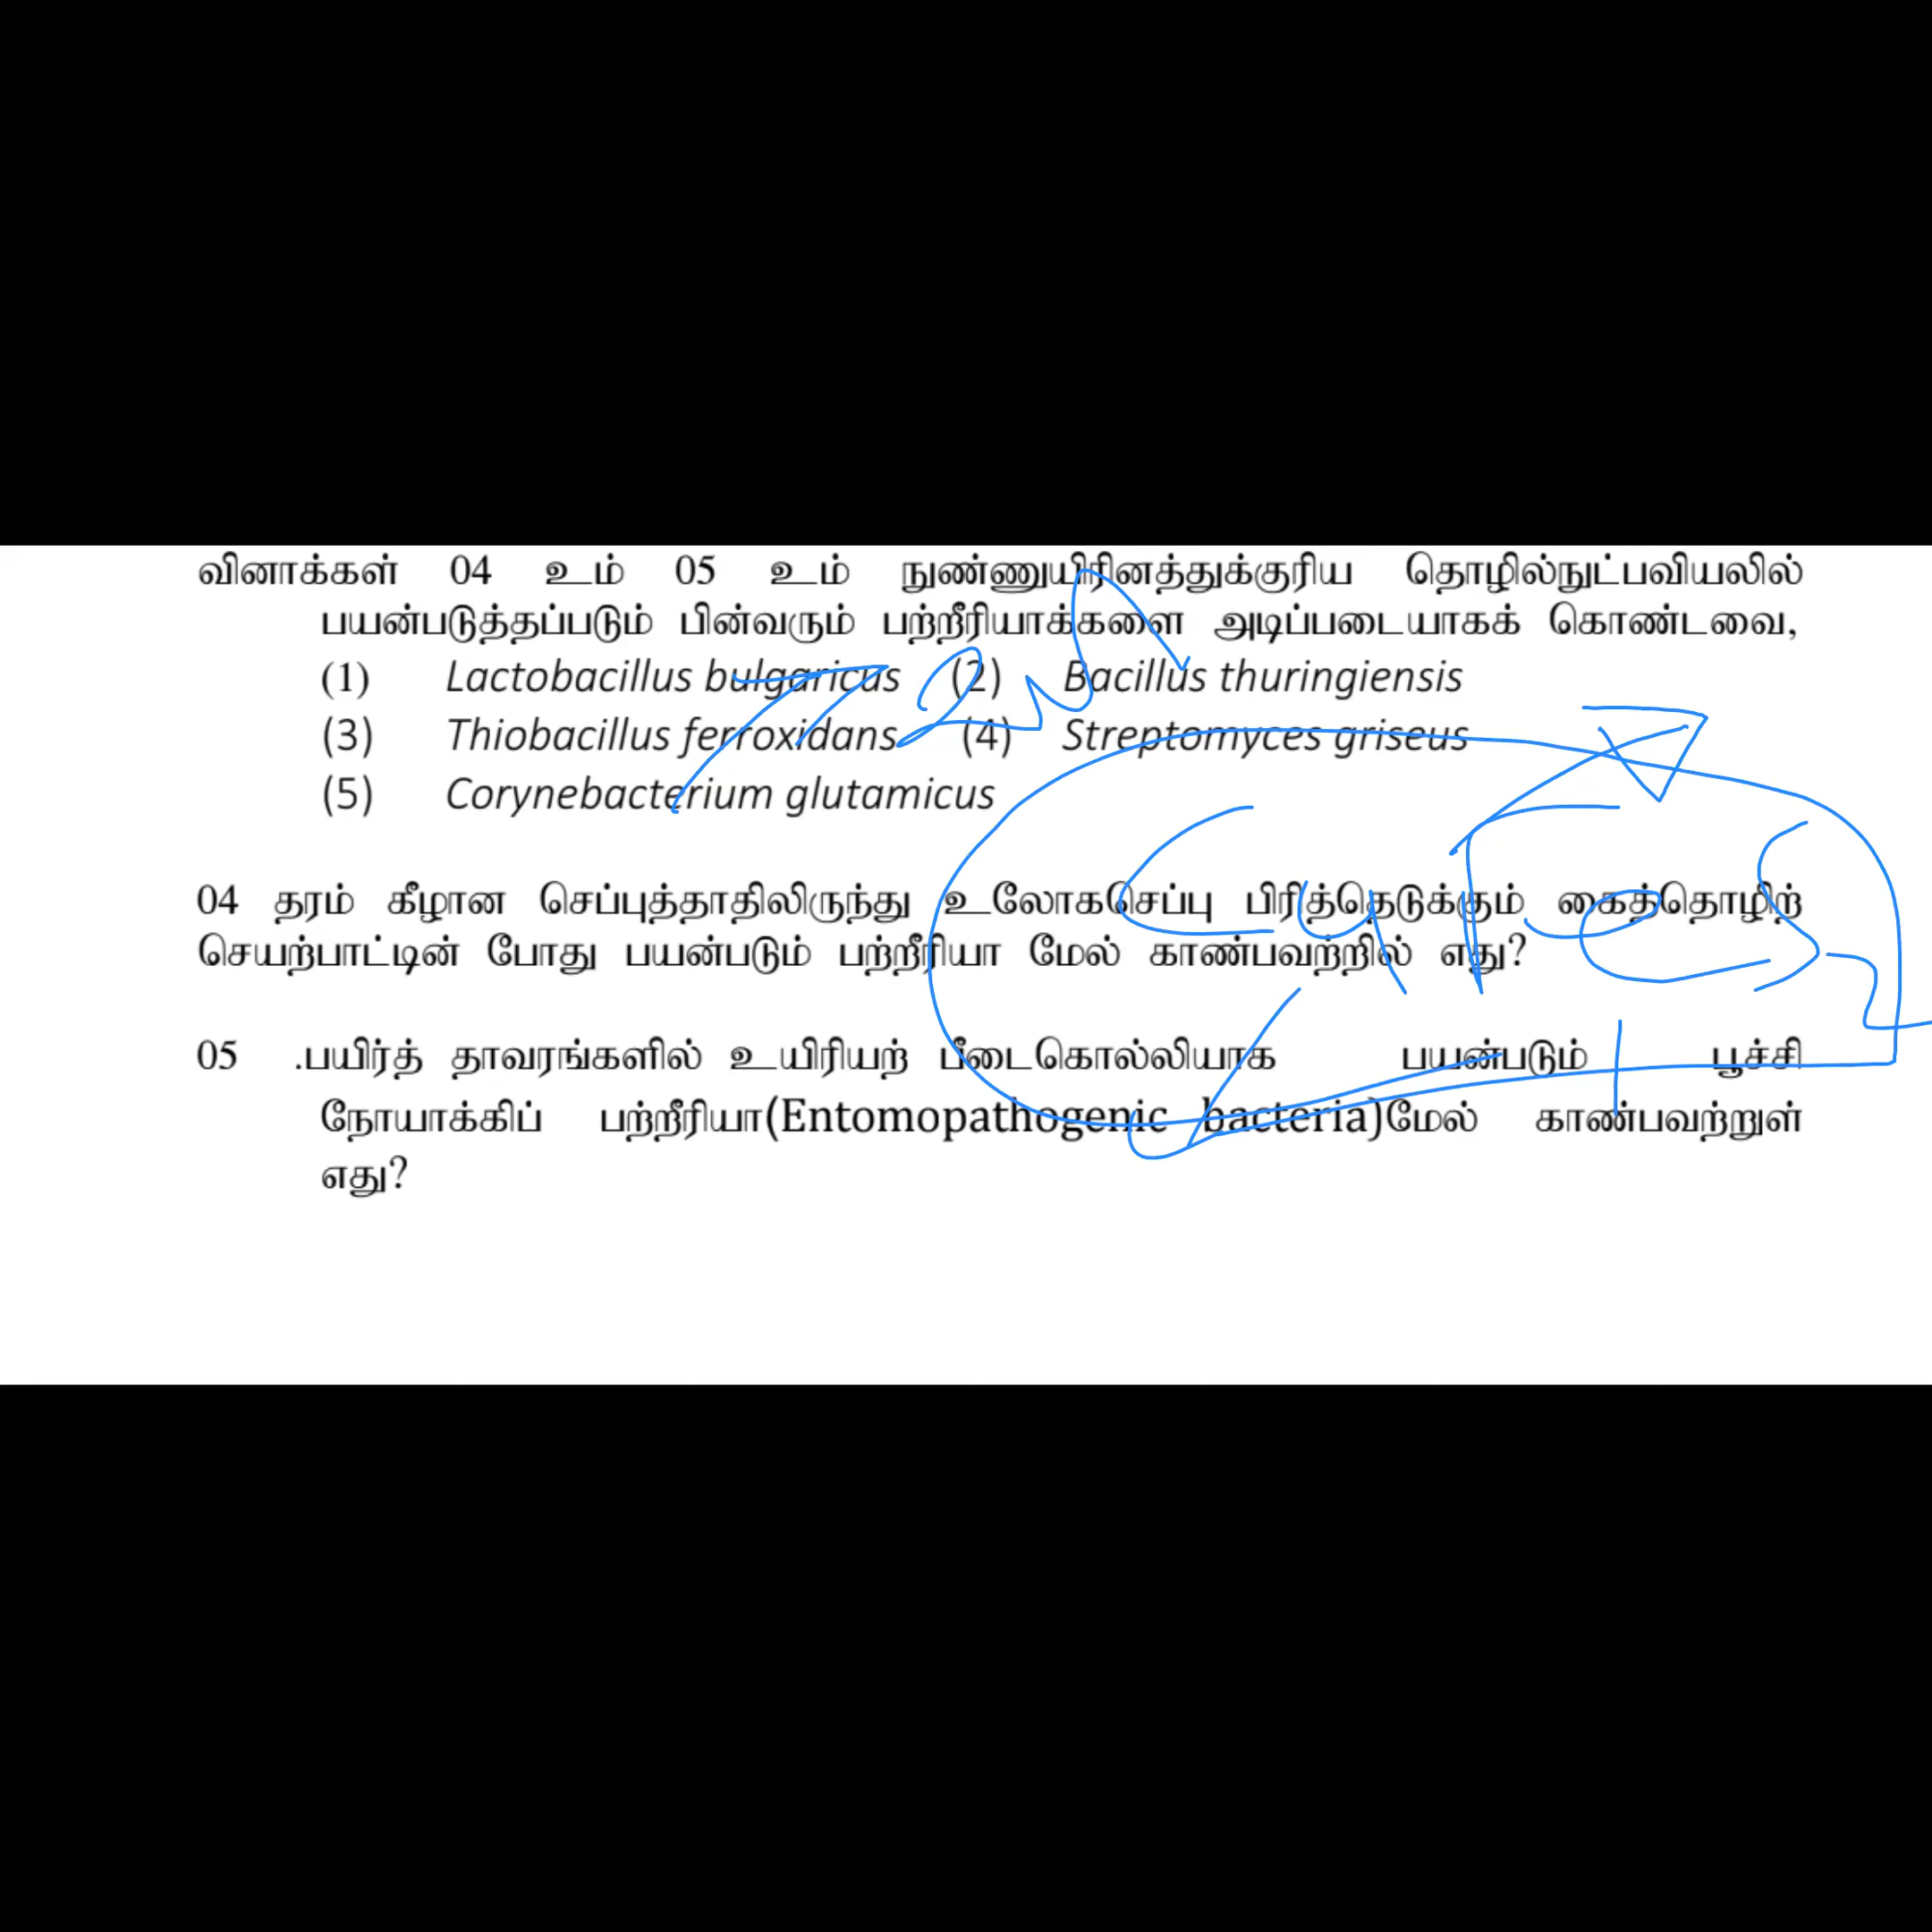 வினாக்கள் 04 உம் 05 உம் நுண்ணுயிரினத்துக்குரிய தொழில்நுட்பவியலில்
பயன்படுத்தப்படும் பின்வரும் பற்றீரியாக்களை அடிப்படையாகக் கொண்டவை,
(1) Lactobacillus bulgaricus (2) Bacillus thuringiensis
(3) Thiobacillus ferroxidans (4) Streptomyces griseus
(5) Corynebacterium glutamicus
04 தரம் கீழான செப்புத்தாதிலிருந்து உலோகசெப்பு பிரித்தெடுக்கும் கைத்தொழிற்
செயற்பாட்டின் போது பயன்படும் பற்றீரியா மேல் காண்பவற்றில் எது?
05 .பயிர்த் தாவரங்களில் உயிரியற் பீடைகொல்லியாக பயன்படும் பூச்சி
நோயாக்கிப் பற்றீரியா(Entomopathogenic bacteria)மேல் காண்பவற்றுள்
எது?